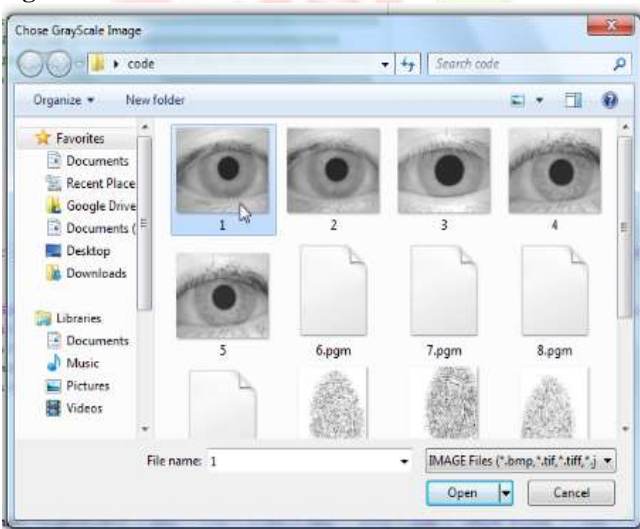 Chose GrayScale Image
code
Search code
Organize
New folder
Favorites
Documents
Recent Place
Google Drive
Documents (
Desktop
Downloads
Libraries
Documents
Music
Pictures
Videos
1
2
3
4
5
6.pgm
7.pgm
8.pgm
File name: 1
IMAGE Files (*.bmp,*.tif,*.tiff,*.j
Open
Cancel